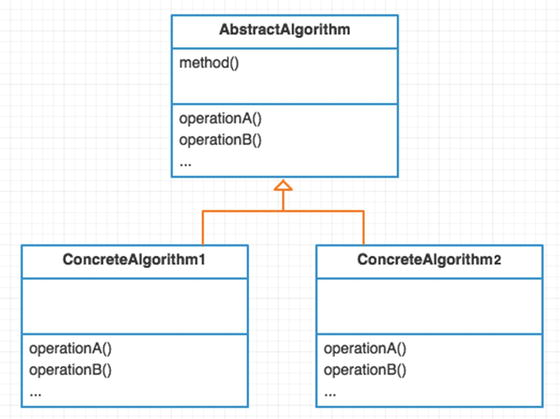 AbstractAlgorithm
method()
operationA()
operationB()
...
ConcreteAlgorithm1
operationA()
operationB()
...
ConcreteAlgorithm2
operationA()
operationB()
...